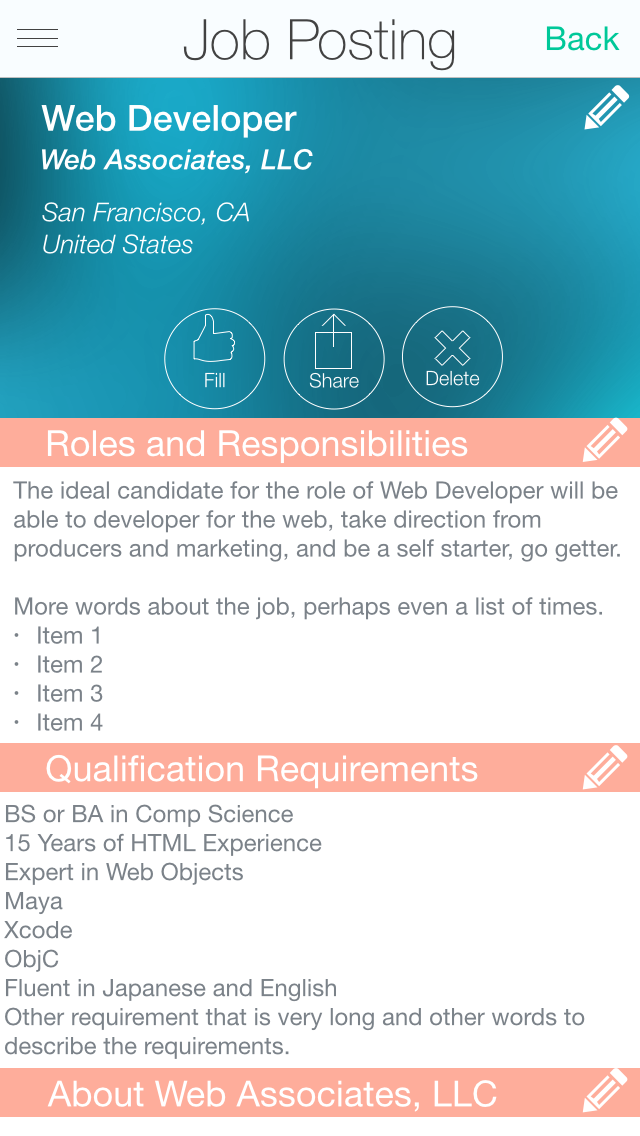 Job Posting
Back
Web Developer
Web Associates, LLC
San Francisco, CA
United States
Fill
Share
Delete
Roles and Responsibilities
The ideal candidate for the role of Web Developer will be
able to developer for the web, take direction from
producers and marketing, and be a self starter, go getter.
More words about the job, perhaps even a list of times.
• Item 1
• Item 2
• Item 3
• Item 4
Qualification Requirements
BS or BA in Comp Science
15 Years of HTML Experience
Expert in Web Objects
Maya
Xcode
ObjC
Fluent in Japanese and English
Other requirement that is very long and other words to
describe the requirements.
About Web Associates, LLC